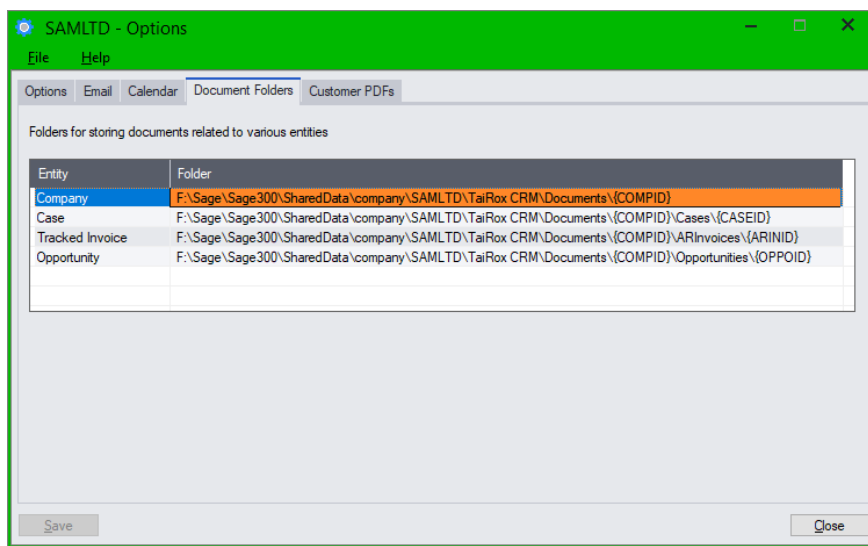 SAMLTD - Options
File Help
Options Email Calendar Document Folders Customer PDFs
Folders for storing documents related to various entities
Entity Folder
Company F:\Sage\Sage300\SharedData\company\SAMLTD\TaiRox CRM\Documents\{COMPID}
Case F:\Sage\Sage300\SharedData\company\SAMLTD\TaiRox CRM\Documents\{COMPID}\Cases\{CASEID}
Tracked Invoice F:\Sage\Sage300\SharedData\company\SAMLTD\TaiRox CRM\Documents\{COMPID}\ARInvoices\{ARINID}
Opportunity F:\Sage\Sage300\SharedData\company\SAMLTD\TaiRox CRM\Documents\{COMPID}\Opportunities\{OPPOID}
Save Close